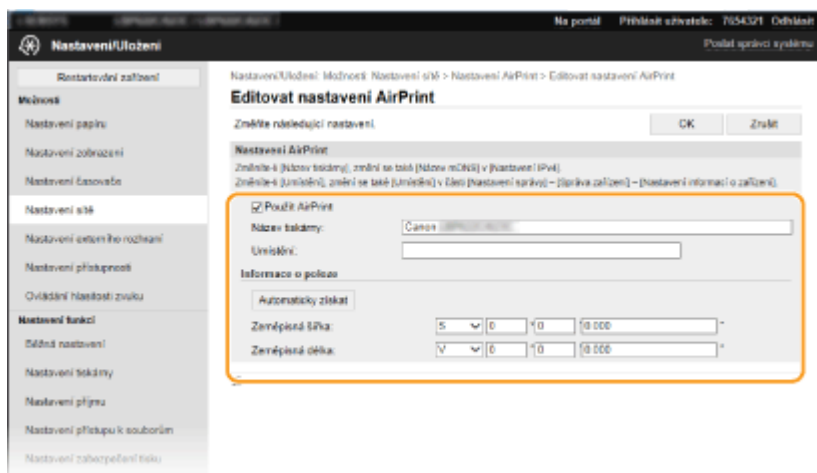 Na portál Přihlásit uživatele: 7654321 Odhlásit
Nastavení/Uložení
Poslat správci systému
Restartování zařízení
Možnosti
Nastavení papíru
Nastavení zobrazení
Nastavení časovače
Nastavení sítě
Nastavení externího rozhraní
Nastavení přístupnosti
Ovládání hlasitosti zvuku
Nastavení funkcí
Běžná nastavení
Nastavení tiskárny
Nastavení příjmu
Nastavení přístupu k souborům
Nastavení zabezpečení tisku
Nastavení/Uložení: Možnosti: Nastavení sítě > Nastavení AirPrint > Editovat nastavení AirPrint
Editovat nastavení AirPrint
Změňte následující nastavení.
OK
Zrušit
Nastavení AirPrint
Změníte-li [Název tiskárny], změní se také [Název mDNS] v [Nastavení IPv4].
Změníte-li [Umístění], změní se také [Umístění] v části [Nastavení správy] – [Správa zařízení] – [Nastavení informací o zařízení].
Použít AirPrint
Název tiskárny: Canon
Umístění:
Informace o poloze
Automaticky získat
Zeměpisná šířka: S 0 ° 0 ' 0.000 "
Zeměpisná délka: V 0 ° 0 ' 0.000 "